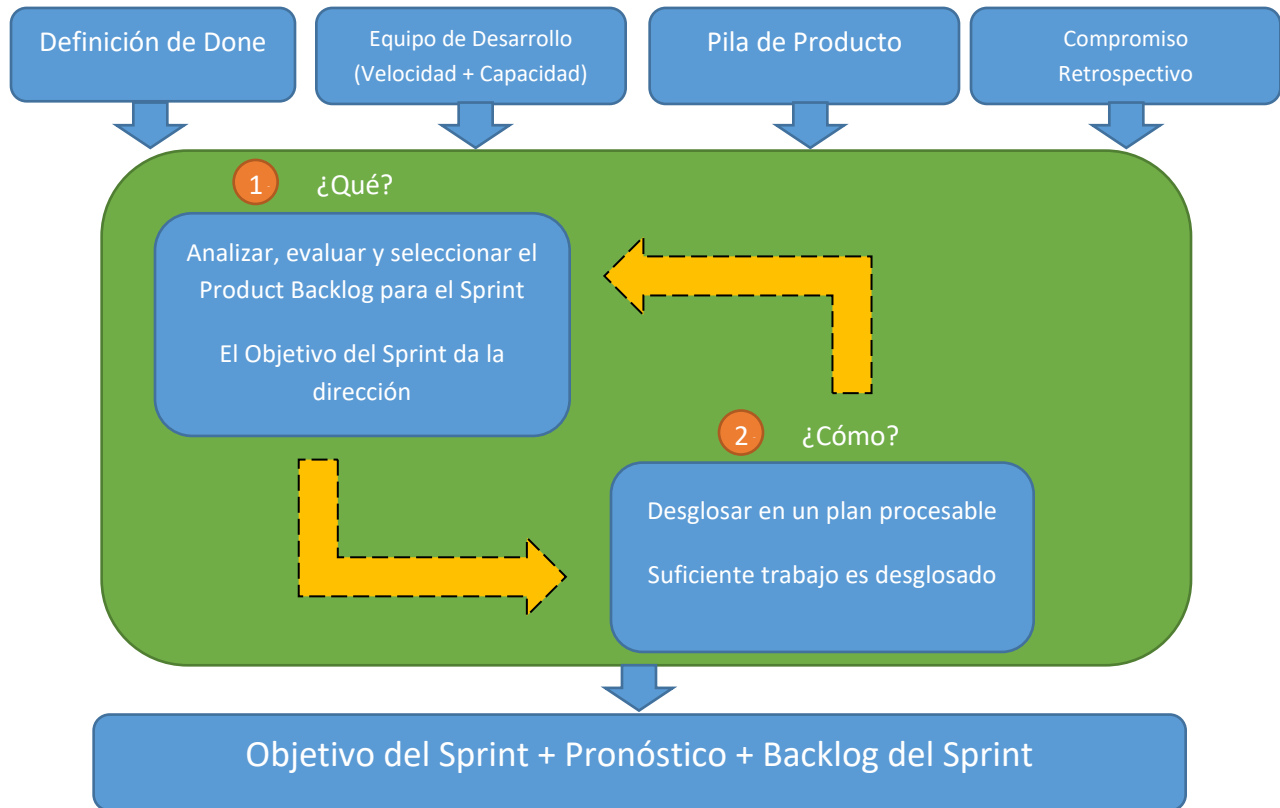 Definición de Done
Equipo de Desarrollo
(Velocidad + Capacidad)
Pila de Producto
Compromiso
Retrospectivo
1
¿Qué?
Analizar, evaluar y seleccionar el
Product Backlog para el Sprint
El Objetivo del Sprint da la
dirección
2
¿Cómo?
Desglosar en un plan procesable
Suficiente trabajo es desglosado
Objetivo del Sprint + Pronóstico + Backlog del Sprint